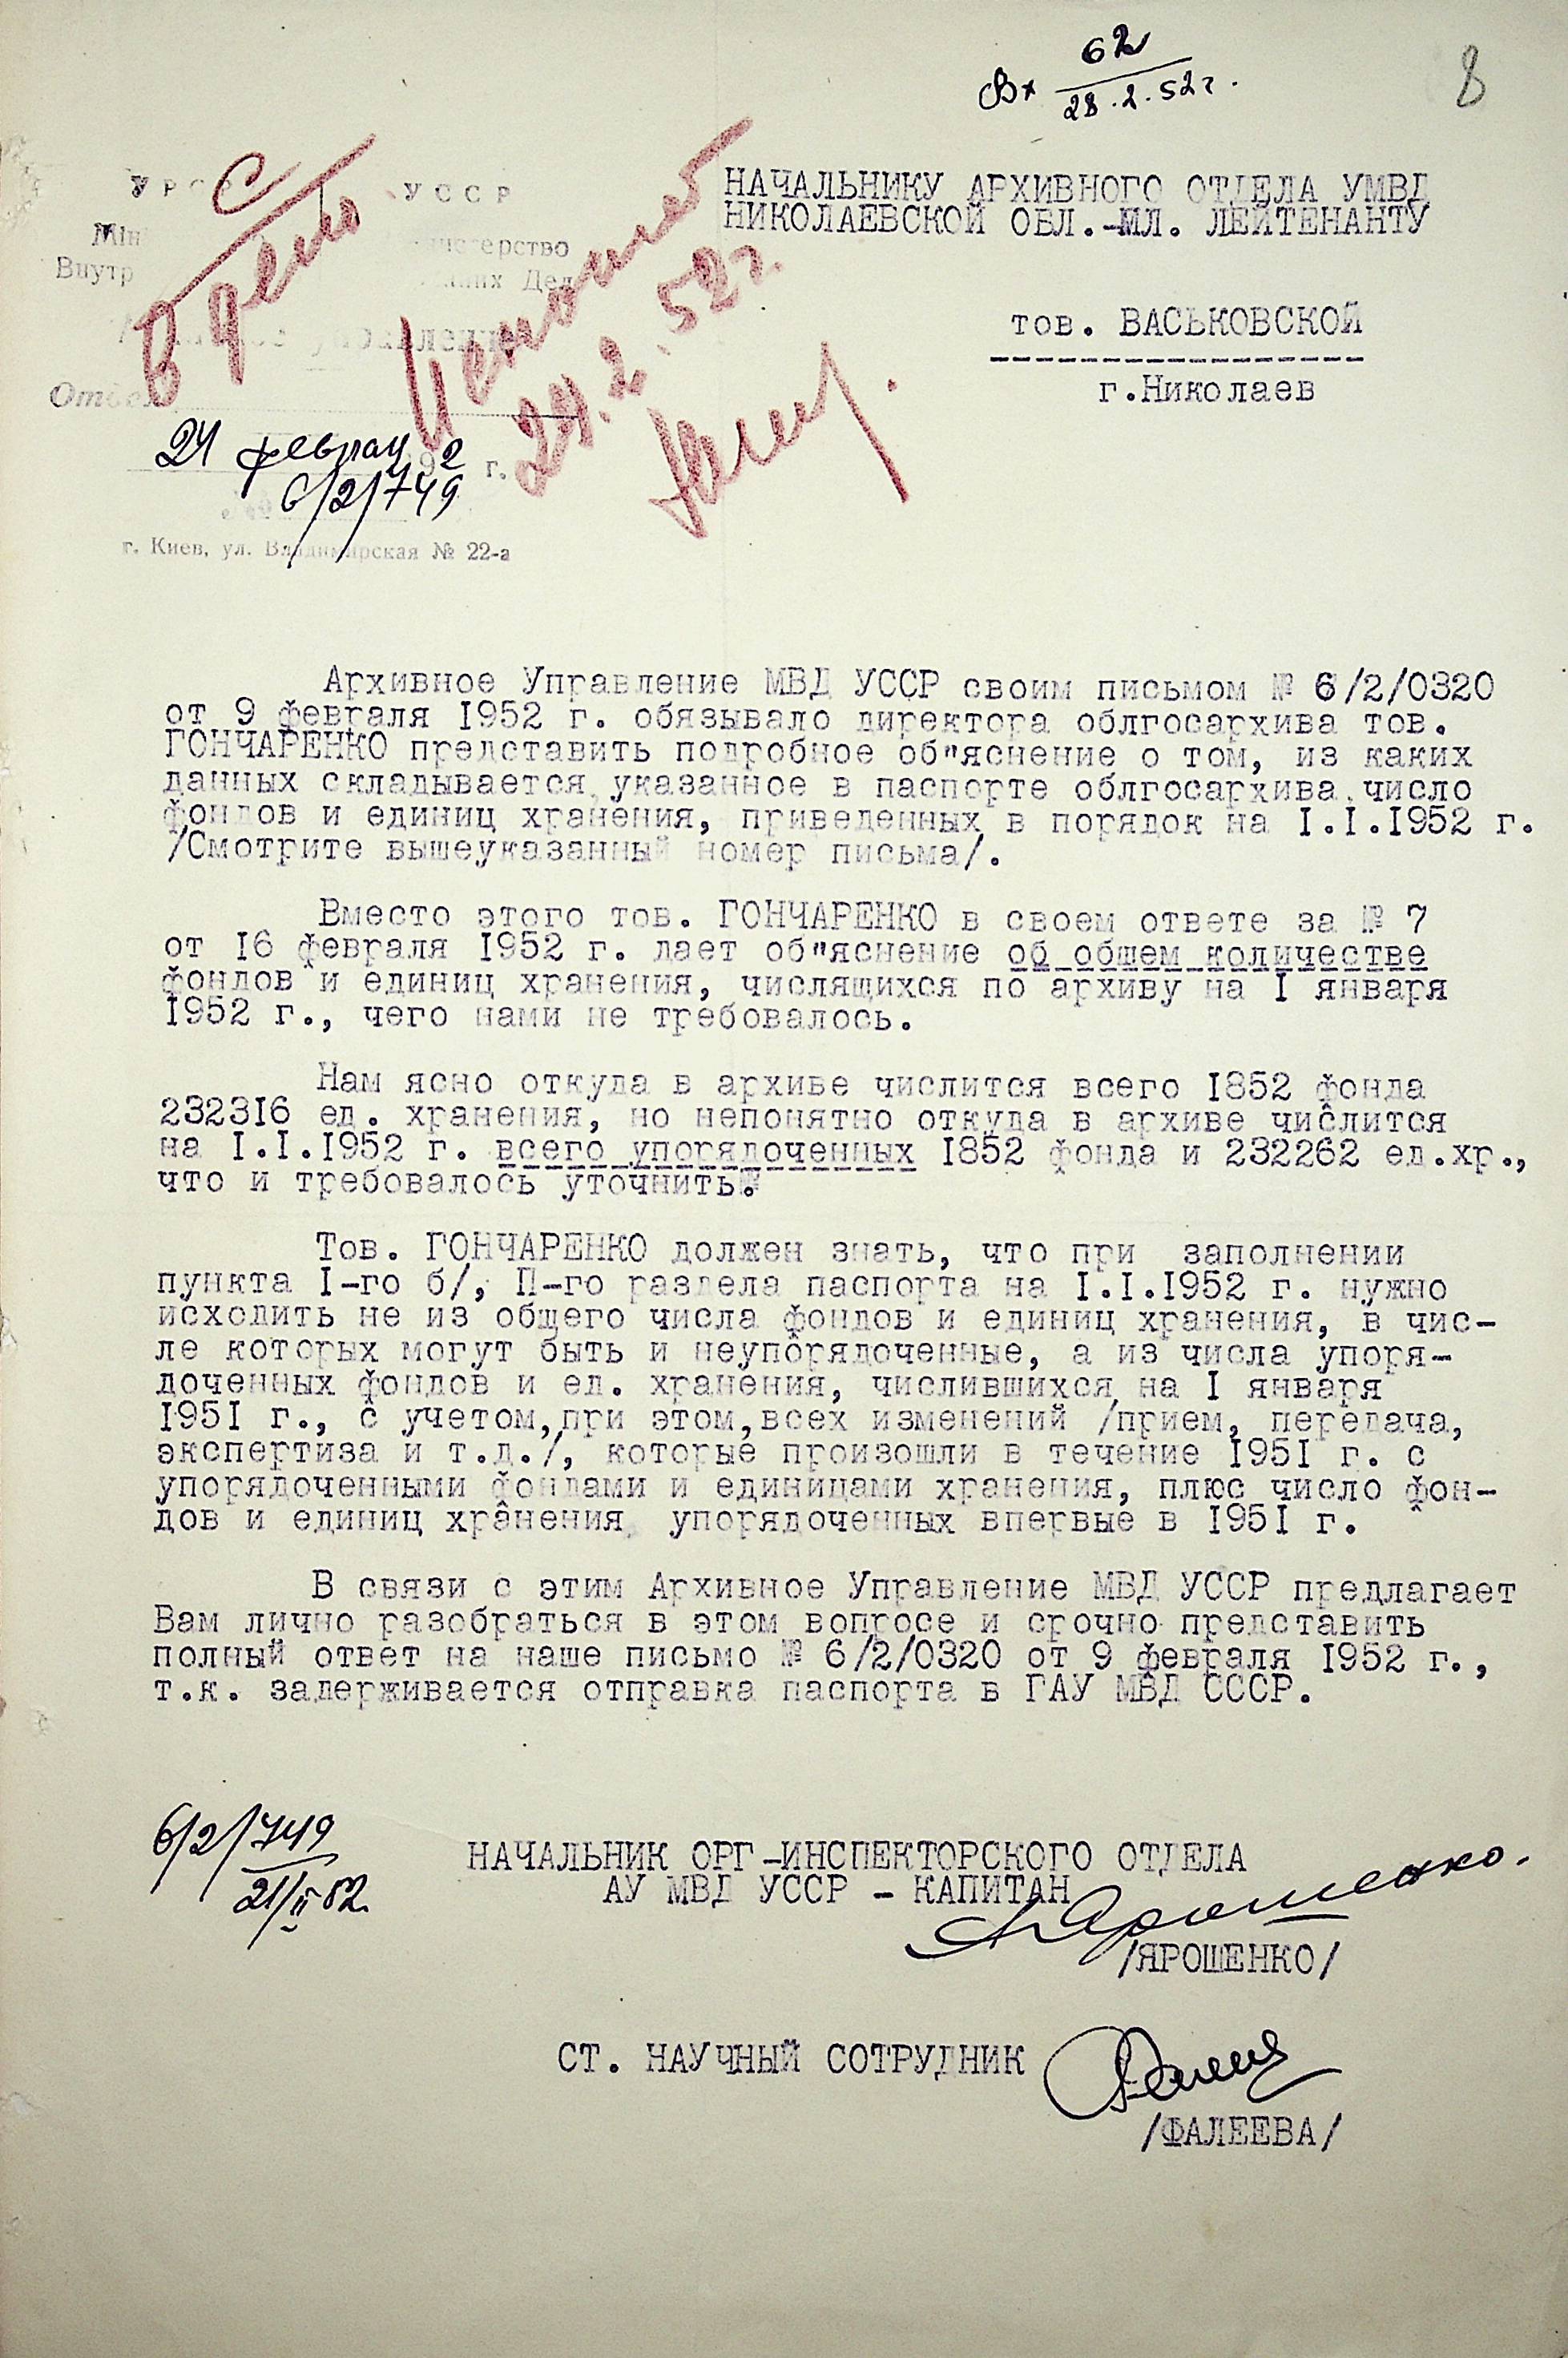 Вх 62
28.2.52г.
8
УРСР УССР
Мін
Внутр
Дел
С
В дело
Исполнено
52г.
НАЧАЛЬНИКУ АРХИВНОГО ОТДЕЛА УМВД
НИКОЛАЕВСКОЙ ОБЛ.-МЛ. ЛЕЙТЕНАНТУ
тов. ВАСЬКОВСКОЙ
г.Николаев
Отдел
21 февраля 1952 г.
6/2/749
г. Киев, ул. Владимирская № 22-а
Архивное Управление МВД УССР своим письмом № 6/2/0320
от 9 февраля 1952 г. обязывало директора облгосархива тов.
ГОНЧАРЕНКО представить подробное об"яснение о том, из каких
данных складывается указанное в паспорте облгосархива число
фондов и единиц хранения, приведенных в порядок на I.I.1952 г.
/Смотрите вышеуказанный номер письма/.
Вместо этого тов. ГОНЧАРЕНКО в своем ответе за № 7
от 16 февраля 1952 г. дает об"яснение об общем количестве
фондов и единиц хранения, числящихся по архиву на I января
1952 г., чего нами не требовалось.
Нам ясно откуда в архиве числится всего 1852 фонда
232316 ед. хранения, но непонятно откуда в архиве числится
на I.I.1952 г. всего упорядоченных 1852 фонда и 232262 ед.хр.,
что и требовалось уточнить.
Тов. ГОНЧАРЕНКО должен знать, что при заполнении
пункта I-го б/, П-го раздела паспорта на I.I.1952 г. нужно
исходить не из общего числа фондов и единиц хранения, в чис-
ле которых могут быть и неупорядоченные, а из числа упоря-
доченных фондов и ед. хранения, числившихся на I января
1951 г., с учетом,при этом,всех изменений /прием, передача,
экспертиза и т.д./, которые произошли в течение 1951 г. с
упорядоченными фондами и единицами хранения, плюс число фон-
дов и единиц хранения упорядоченных впервые в 1951 г.
В связи с этим Архивное Управление МВД УССР предлагает
Вам лично разобраться в этом вопросе и срочно представить
полный ответ на наше письмо № 6/2/0320 от 9 февраля 1952 г.,
т.к. задерживается отправка паспорта в ГАУ МВД СССР.
6/2/749
21/II 52.
НАЧАЛЬНИК ОРГ-ИНСПЕКТОРСКОГО ОТДЕЛА
АУ МВД УССР - КАПИТАН
Ярошенко.
/ЯРОШЕНКО/
СТ. НАУЧНЫЙ СОТРУДНИК
/ФАЛЕЕВА/